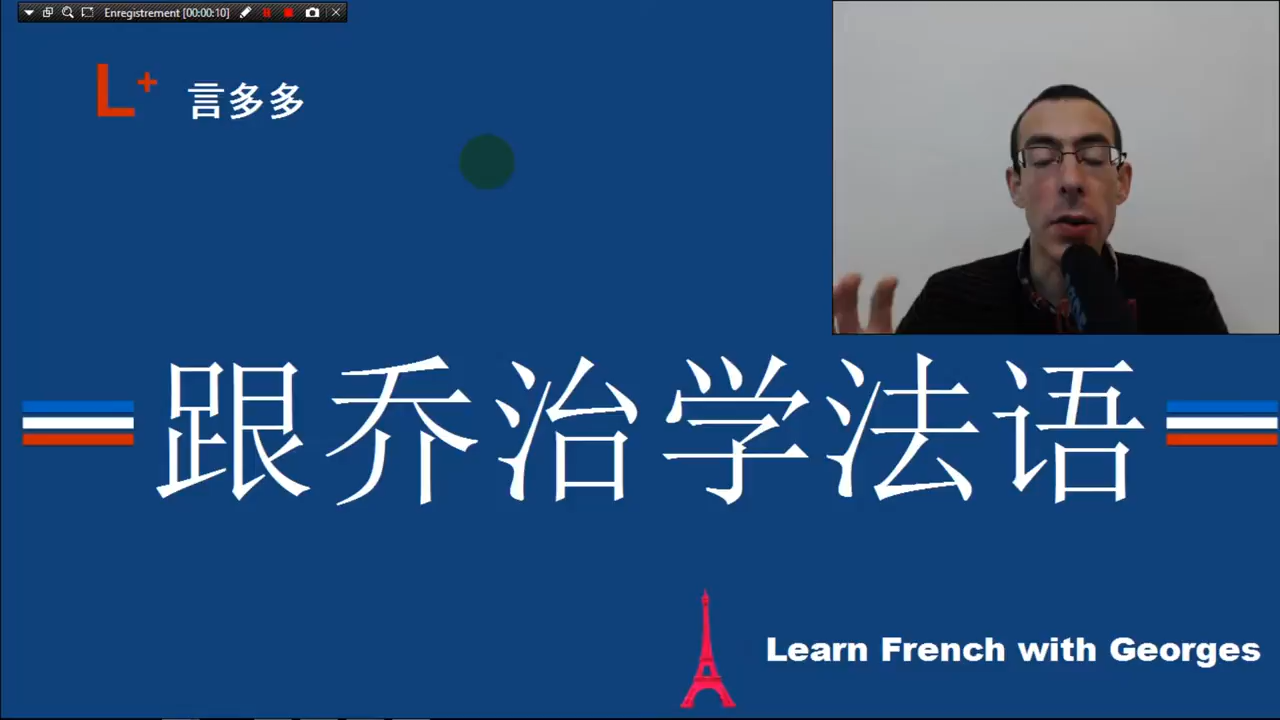 Enregistrement [00:00:10]
L+ 言多多
跟乔治学法语
Learn French with Georges